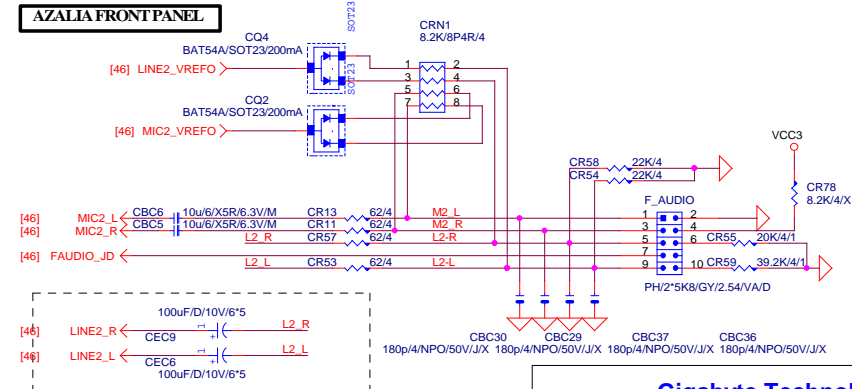 AZALIA FRONT PANEL
SOT23
CQ4
BAT54A/SOT23/200mA
[46] LINE2_VREFO
SOT23
CQ2
BAT54A/SOT23/200mA
[46] MIC2_VREFO
CRN1
8.2K/8P4R/4
1 2
3 4
5 6
7 8
VCC3
CR58 22K/4
CR54 22K/4
CR78
8.2K/4/X
F_AUDIO
[46] MIC2_L CBC6 10u/6/X5R/6.3V/M CR13 62/4 M2_L 1 2
[46] MIC2_R CBC5 10u/6/X5R/6.3V/M CR11 62/4 M2_R 3 4
L2_R CR57 62/4 L2-R 5 6 CR55 20K/4/1
[46] FAUDIO_JD 7
L2_L CR53 62/4 L2-L 9 10 CR59 39.2K/4/1
PH/2*5K8/GY/2.54/VA/D
100uF/D/10V/6*5
[46] LINE2_R 1 L2_R
CEC9
[46] LINE2_L 1 L2_L
CEC6
100uF/D/10V/6*5
CBC30 CBC29 CBC37 CBC36
180p/4/NPO/50V/J/X 180p/4/NPO/50V/J/X 180p/4/NPO/50V/J/X 180p/4/NPO/50V/J/X
Gigabyte Technol